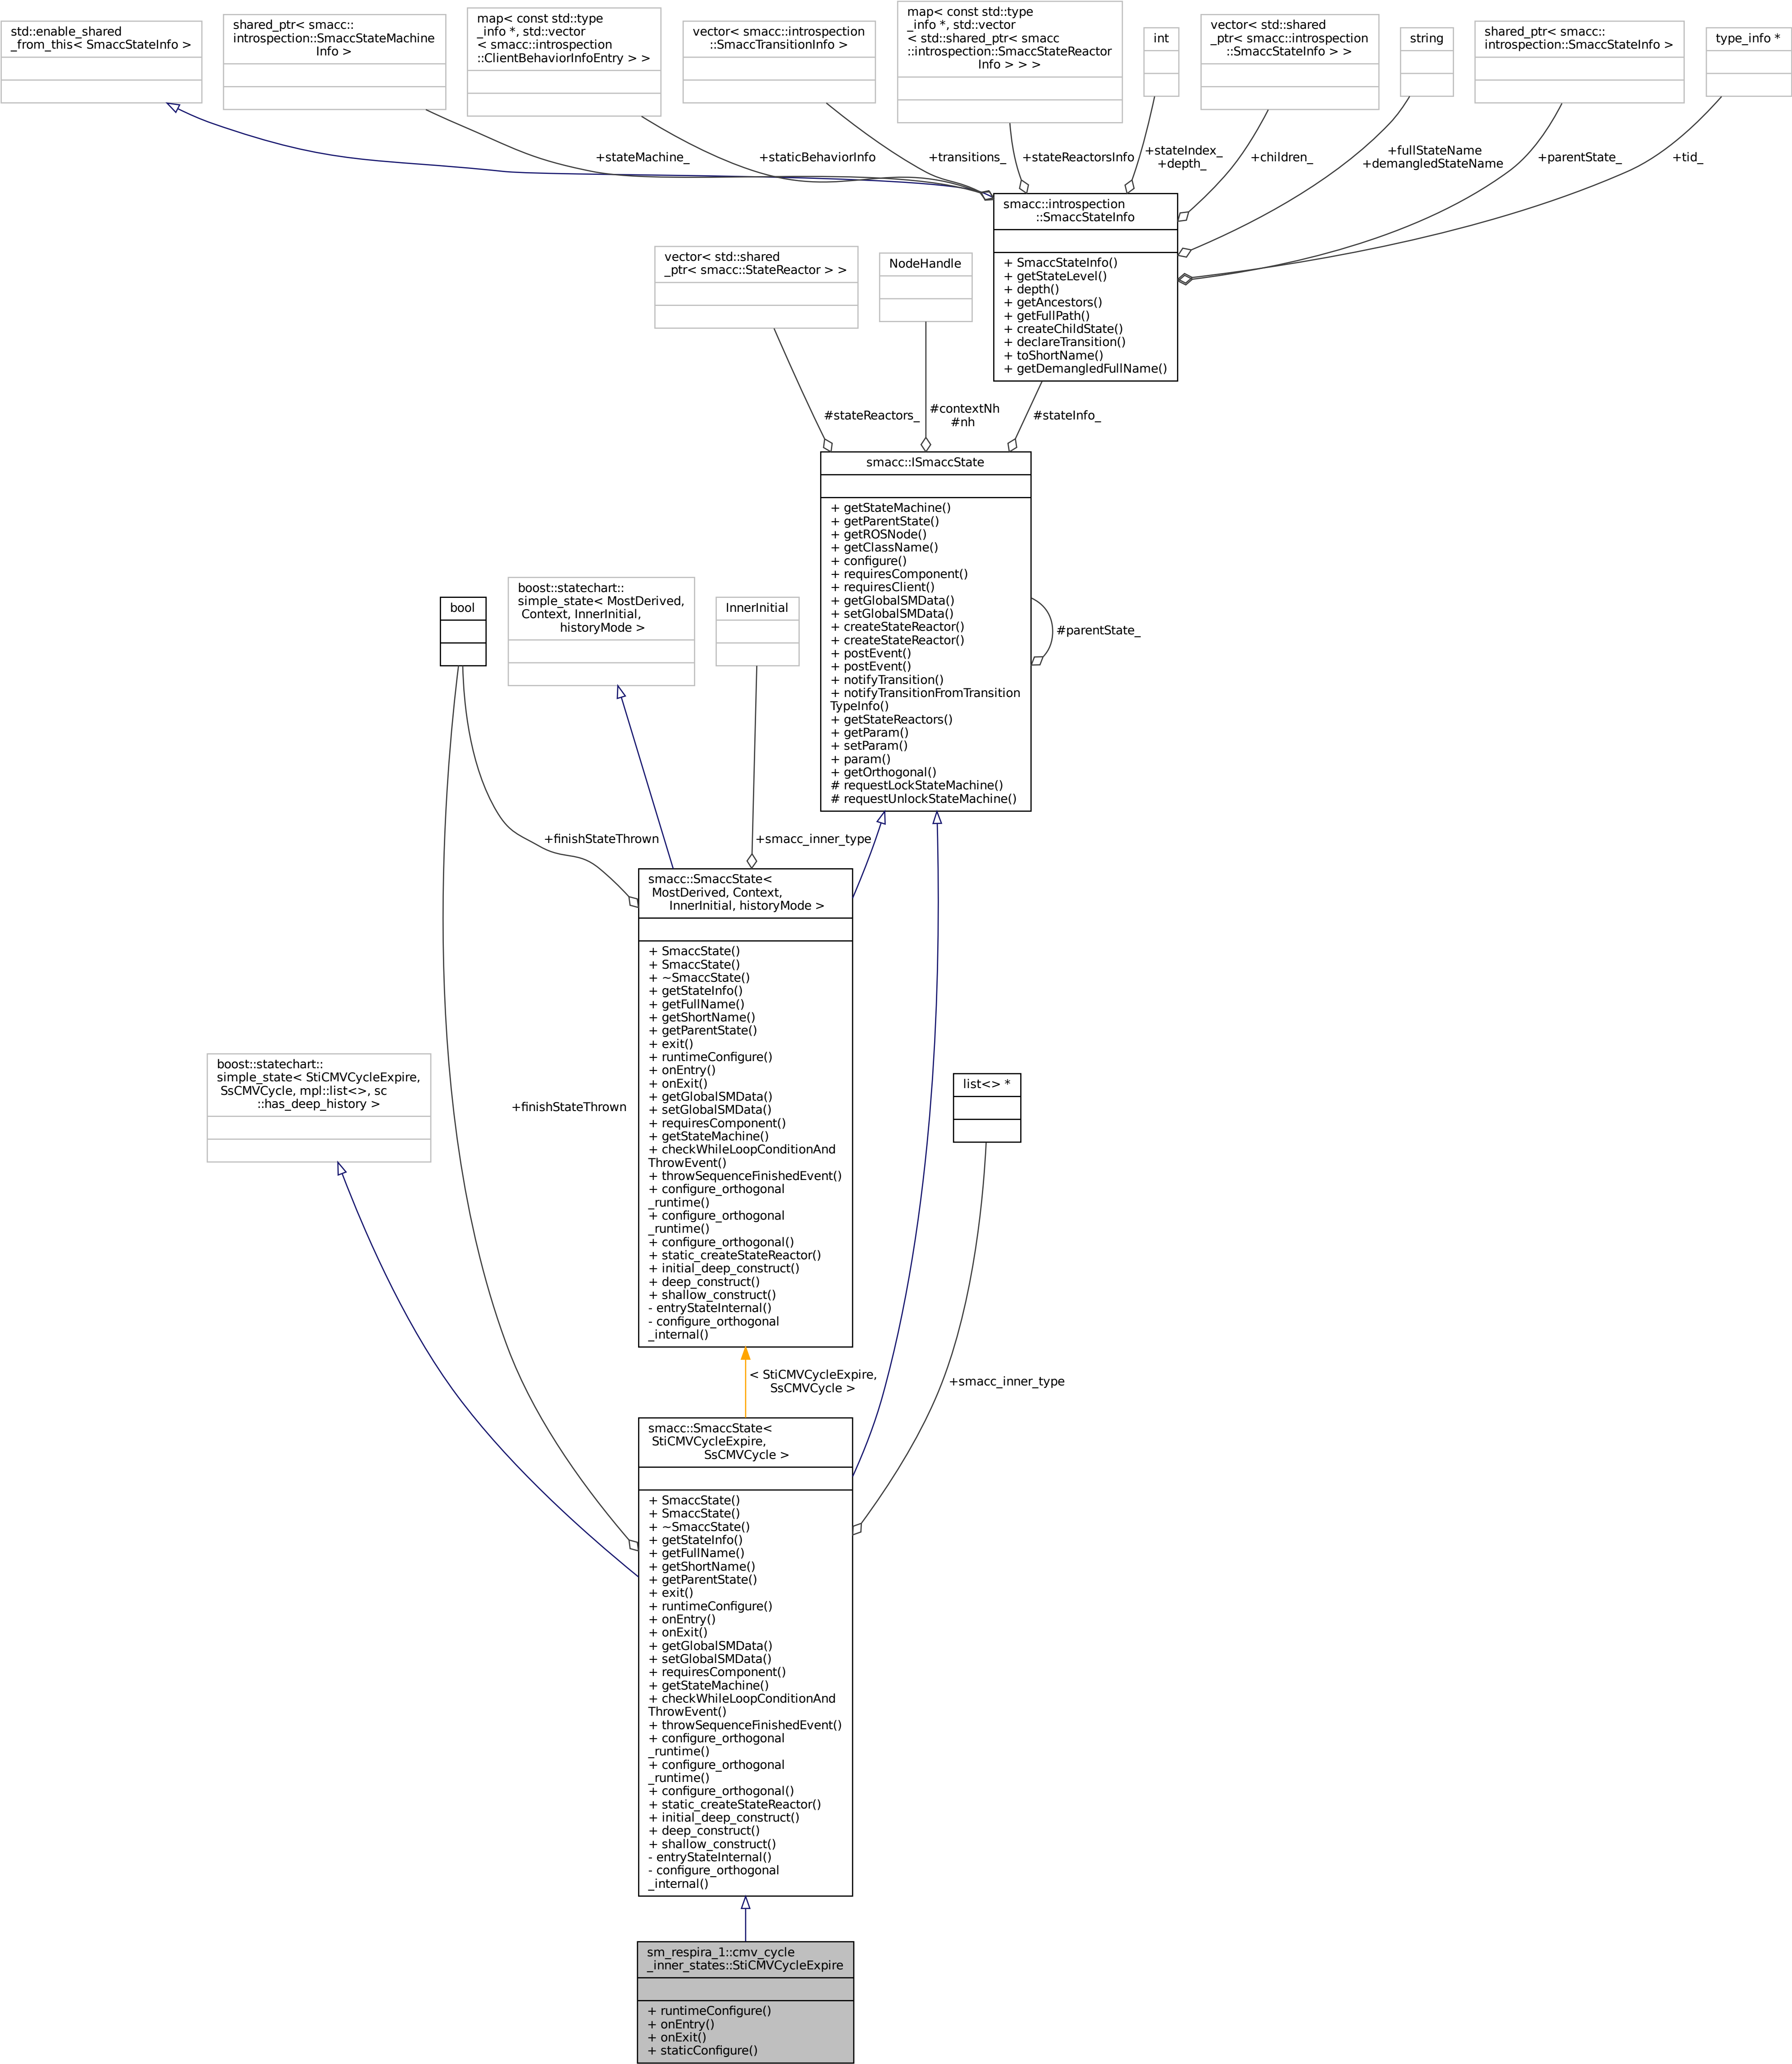 std::enable_shared
_from_this< SmaccStateInfo >
shared_ptr< smacc::
introspection::SmaccStateMachine
Info >
map< const std::type
_info *, std::vector
< smacc::introspection
::ClientBehaviorInfoEntry > >
vector< smacc::introspection
::SmaccTransitionInfo >
map< const std::type
_info *, std::vector
< std::shared_ptr< smacc
::introspection::SmaccStateReactor
Info > > >
int
vector< std::shared
_ptr< smacc::introspection
::SmaccStateInfo > >
string
shared_ptr< smacc::
introspection::SmaccStateInfo >
type_info *
+stateMachine_
+staticBehaviorInfo
+transitions_
+stateReactorsInfo
+stateIndex_
+depth_
+children_
+fullStateName
+demangledStateName
+parentState_
+tid_
smacc::introspection
::SmaccStateInfo
+ SmaccStateInfo()
+ getStateLevel()
+ depth()
+ getAncestors()
+ getFullPath()
+ createChildState()
+ declareTransition()
+ toShortName()
+ getDemangledFullName()
vector< std::shared
_ptr< smacc::StateReactor > >
NodeHandle
#stateReactors_
#contextNh
#nh
#stateInfo_
smacc::ISmaccState
+ getStateMachine()
+ getParentState()
+ getROSNode()
+ getClassName()
+ configure()
+ requiresComponent()
+ requiresClient()
+ getGlobalSMData()
+ setGlobalSMData()
+ createStateReactor()
+ createStateReactor()
+ postEvent()
+ postEvent()
+ notifyTransition()
+ notifyTransitionFromTransition
TypeInfo()
+ getStateReactors()
+ getParam()
+ setParam()
+ param()
+ getOrthogonal()
# requestLockStateMachine()
# requestUnlockStateMachine()
#parentState_
bool
boost::statechart::
simple_state< MostDerived,
Context, InnerInitial,
historyMode >
InnerInitial
+finishStateThrown
+smacc_inner_type
smacc::SmaccState<
MostDerived, Context,
InnerInitial, historyMode >
+ SmaccState()
+ SmaccState()
+ ~SmaccState()
+ getStateInfo()
+ getFullName()
+ getShortName()
+ getParentState()
+ exit()
+ runtimeConfigure()
+ onEntry()
+ onExit()
+ getGlobalSMData()
+ setGlobalSMData()
+ requiresComponent()
+ getStateMachine()
+ checkWhileLoopConditionAnd
ThrowEvent()
+ throwSequenceFinishedEvent()
+ configure_orthogonal
_runtime()
+ configure_orthogonal
_runtime()
+ configure_orthogonal()
+ static_createStateReactor()
+ initial_deep_construct()
+ deep_construct()
+ shallow_construct()
- entryStateInternal()
- configure_orthogonal
_internal()
boost::statechart::
simple_state< StiCMVCycleExpire,
SsCMVCycle, mpl::list<>, sc
::has_deep_history >
+finishStateThrown
list<> *
< StiCMVCycleExpire,
SsCMVCycle >
+smacc_inner_type
smacc::SmaccState<
StiCMVCycleExpire,
SsCMVCycle >
+ SmaccState()
+ SmaccState()
+ ~SmaccState()
+ getStateInfo()
+ getFullName()
+ getShortName()
+ getParentState()
+ exit()
+ runtimeConfigure()
+ onEntry()
+ onExit()
+ getGlobalSMData()
+ setGlobalSMData()
+ requiresComponent()
+ getStateMachine()
+ checkWhileLoopConditionAnd
ThrowEvent()
+ throwSequenceFinishedEvent()
+ configure_orthogonal
_runtime()
+ configure_orthogonal
_runtime()
+ configure_orthogonal()
+ static_createStateReactor()
+ initial_deep_construct()
+ deep_construct()
+ shallow_construct()
- entryStateInternal()
- configure_orthogonal
_internal()
sm_respira_1::cmv_cycle
_inner_states::StiCMVCycleExpire
+ runtimeConfigure()
+ onEntry()
+ onExit()
+ staticConfigure()